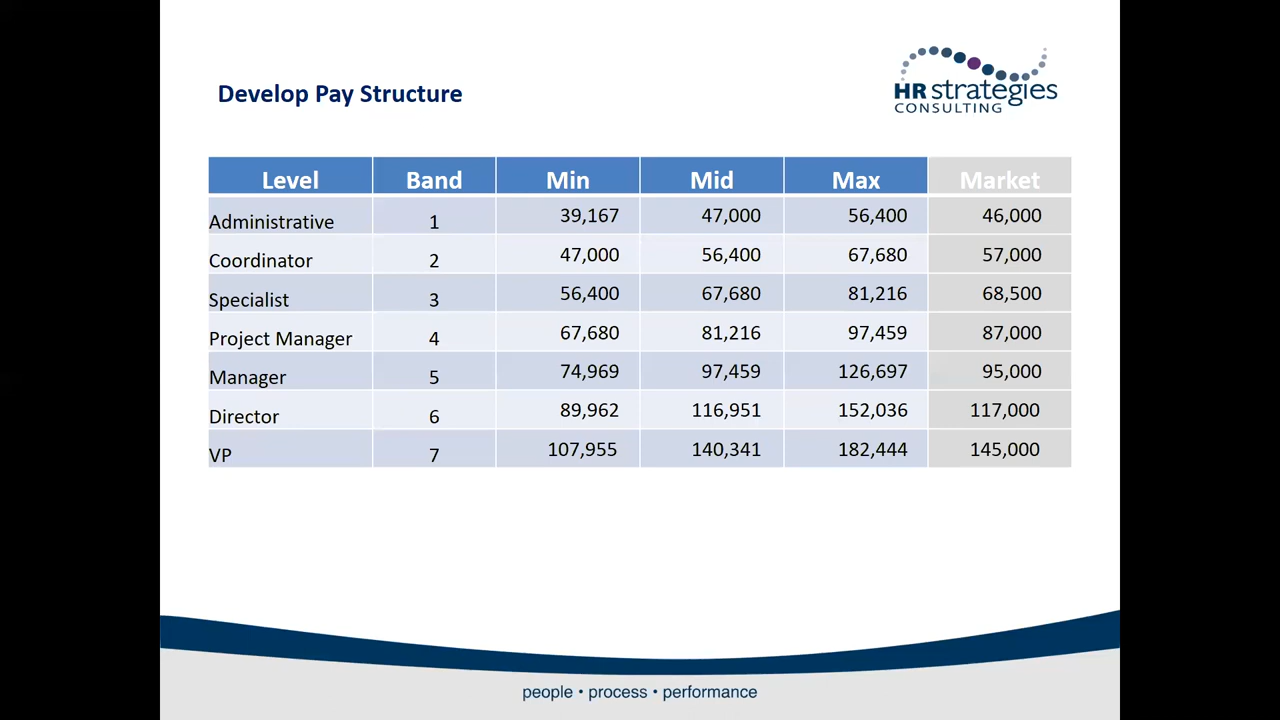 Develop Pay Structure
HR strategies
CONSULTING
Level Band Min Mid Max Market
Administrative 1 39,167 47,000 56,400 46,000
Coordinator 2 47,000 56,400 67,680 57,000
Specialist 3 56,400 67,680 81,216 68,500
Project Manager 4 67,680 81,216 97,459 87,000
Manager 5 74,969 97,459 126,697 95,000
Director 6 89,962 116,951 152,036 117,000
VP 7 107,955 140,341 182,444 145,000
people • process • performance